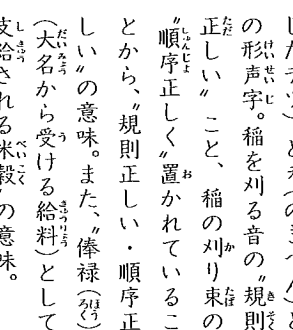 の形声字。稲を刈る音の〝規則
正しい〟こと、稲の刈り束の
〝順序正しく〟置かれているこ
とから、〝規則正しい・順序正
しい〟の意味。また、〝俸禄(ほうろく)
(大名から受ける給料)として
支給される米穀〟の意味。